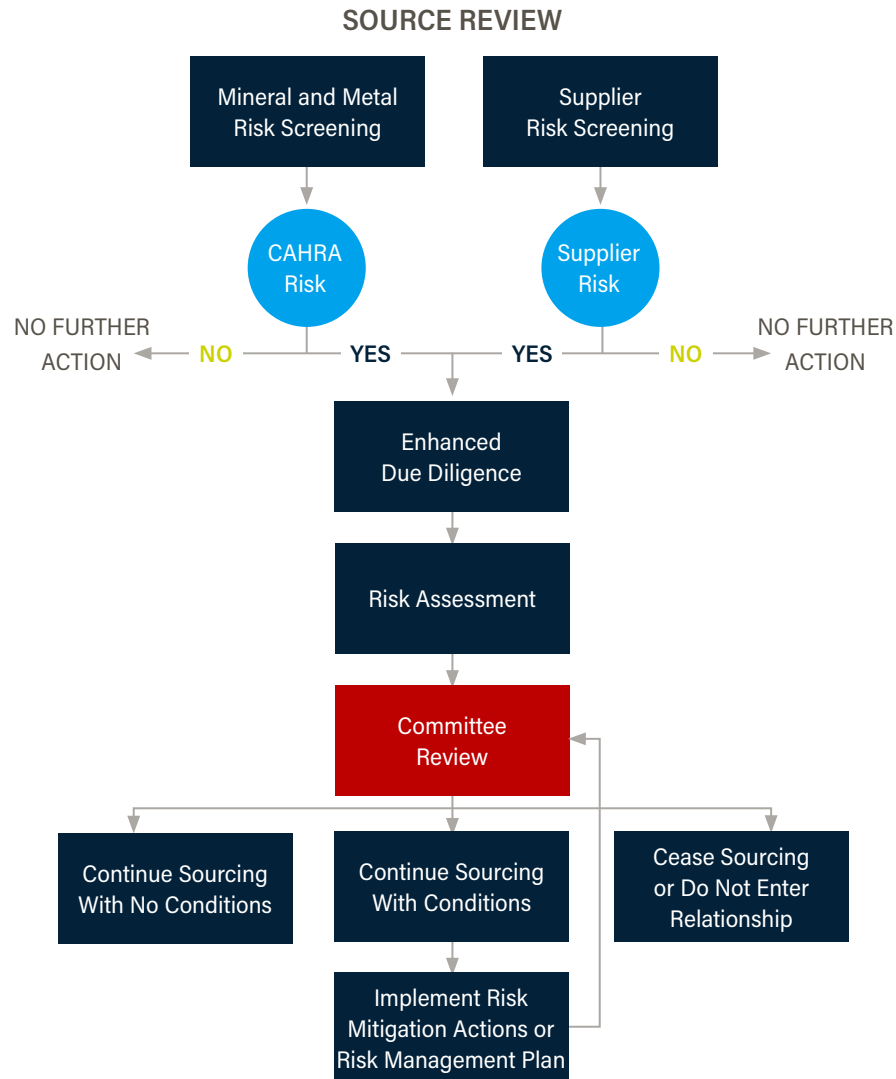 SOURCE REVIEW
Mineral and Metal
Risk Screening
Supplier
Risk Screening
CAHRA
Risk
Supplier
Risk
NO FURTHER
ACTION
NO
YES
YES
NO
NO FURTHER
ACTION
Enhanced
Due Diligence
Risk Assessment
Committee
Review
Continue Sourcing
With No Conditions
Continue Sourcing
With Conditions
Cease Sourcing
or Do Not Enter
Relationship
Implement Risk
Mitigation Actions or
Risk Management Plan